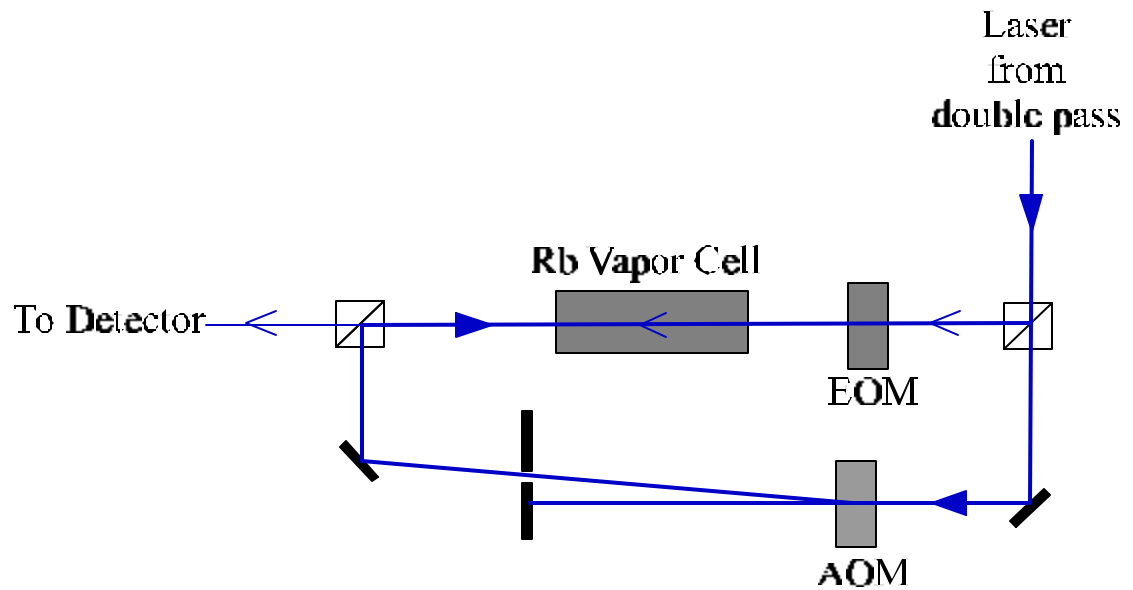 Laser
from
double pass
Rb Vapor Cell
To Detector
EOM
AOM